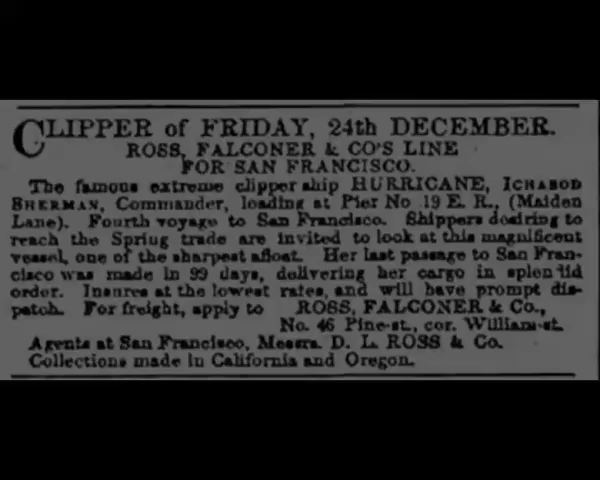 CLIPPER of FRIDAY, 24th DECEMBER.
ROSS, FALCONER & CO'S LINE
FOR SAN FRANCISCO.
The famous extreme clipper ship HURRICANE, ICHABOD
SHERMAN, Commander, loading at Pier No 19 E. R., (Maiden
Lane). Fourth voyage to San Francisco. Shippers desiring to
reach the Spring trade are invited to look at this magnificent
vessel, one of the sharpest afloat. Her last passage to San Fran-
cisco was made in 99 days, delivering her cargo in splendid
order. Insures at the lowest rates, and will have prompt dis-
patch. For freight, apply to ROSS, FALCONER & Co.,
No. 46 Pine-st., cor. William-st.
Agents at San Francisco, Messrs. D. L. ROSS & Co.
Collections made in California and Oregon.